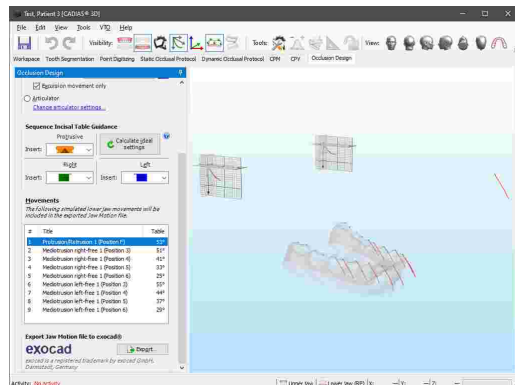 Test, Patient 3 [CADIAS® 3D]
File Edit View Tools VTO Help
Visibility: Tools: View:
Workspace Tooth Segmentation Point Digitizing Static Occlusal Protocol Dynamic Occlusal Protocol CPM CPV Occlusion Design
Occlusion Design
Excursion movement only
Articulator
Change articulator settings...
Sequence Incisal Table Guidance
Protrusive
Insert:
Calculate ideal settings
Right Left
Insert: Insert:
Movements
The following simulated lower jaw movements will be
included in the exported Jaw Motion file.
# Title Table
1 Protrusion/Retrusion 1 (Position F) 53°
2 Mediotrusion right-free 1 (Position 3) 51°
3 Mediotrusion right-free 1 (Position 4) 41°
4 Mediotrusion right-free 1 (Position 5) 33°
5 Mediotrusion right-free 1 (Position 6) 25°
6 Mediotrusion left-free 1 (Position 3) 55°
7 Mediotrusion left-free 1 (Position 4) 44°
8 Mediotrusion left-free 1 (Position 5) 37°
9 Mediotrusion left-free 1 (Position 6) 29°
Export Jaw Motion file to exocad®
exocad Export...
exocad is a registered trademark by exocad GmbH,
Darmstadt, Germany
Activity: No activity Upper Jaw Lower Jaw (RP) X: --- Y: --- Z: ---